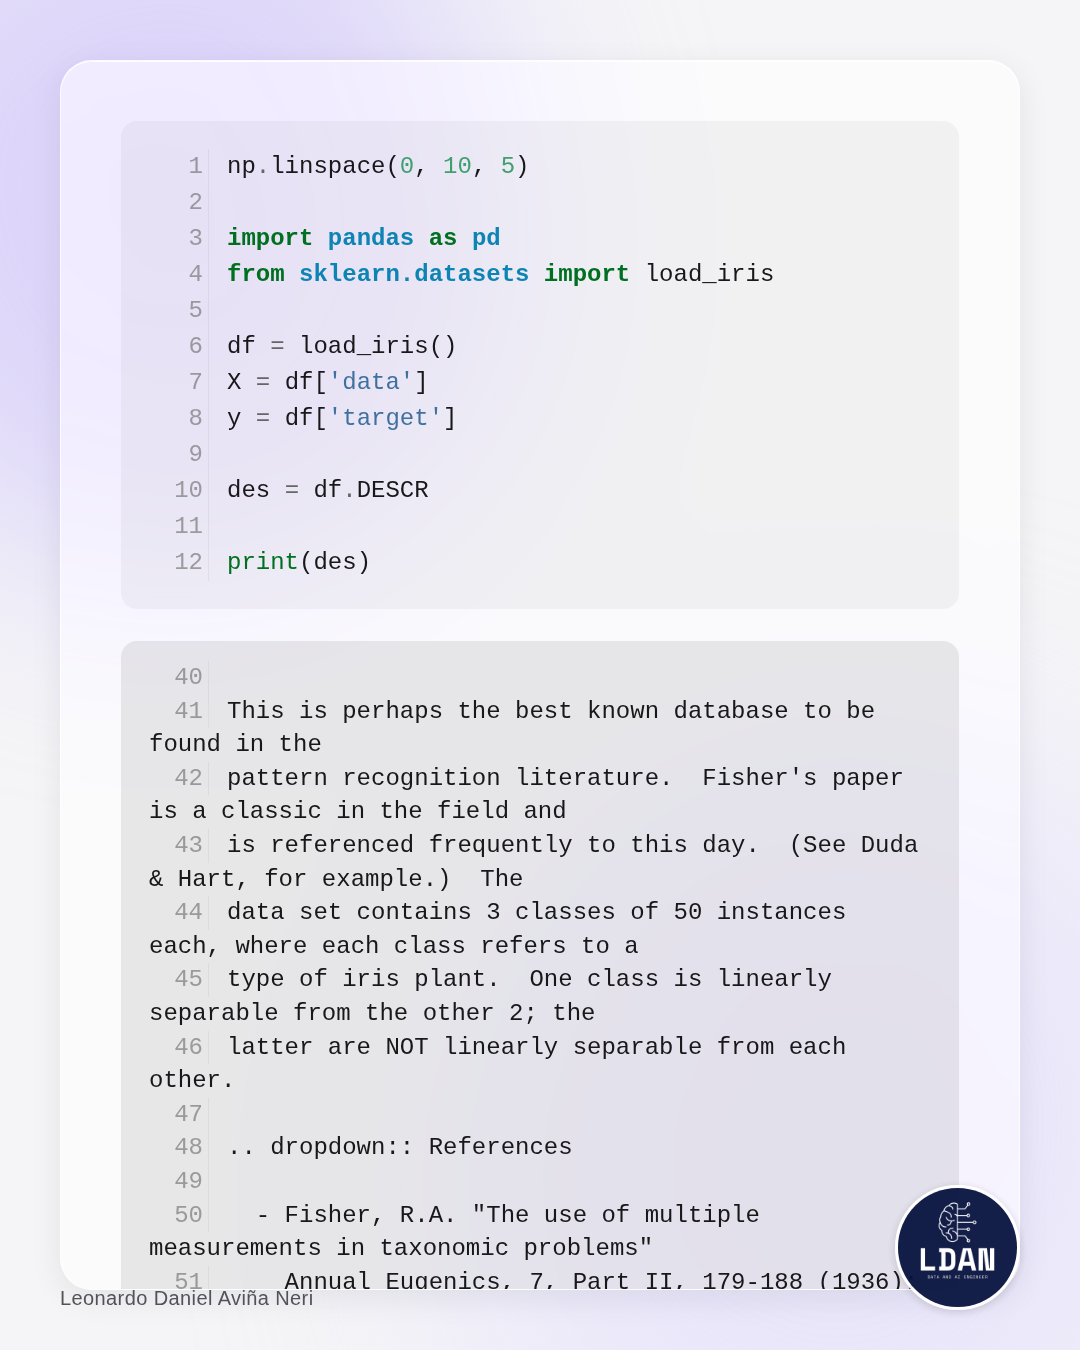 1 np.linspace(0, 10, 5)
2
3 import pandas as pd
4 from sklearn.datasets import load_iris
5
6 df = load_iris()
7 X = df['data']
8 y = df['target']
9
10 des = df.DESCR
11
12 print(des)
40
41 This is perhaps the best known database to be
found in the
42 pattern recognition literature.  Fisher's paper
is a classic in the field and
43 is referenced frequently to this day.  (See Duda
& Hart, for example.)  The
44 data set contains 3 classes of 50 instances
each, where each class refers to a
45 type of iris plant.  One class is linearly
separable from the other 2; the
46 latter are NOT linearly separable from each
other.
47
48 .. dropdown:: References
49
50   - Fisher, R.A. "The use of multiple
measurements in taxonomic problems"
51     Annual Eugenics, 7, Part II, 179-188 (1936)
Leonardo Daniel Aviña Neri
LDAN
DATA AND AI ENGINEER